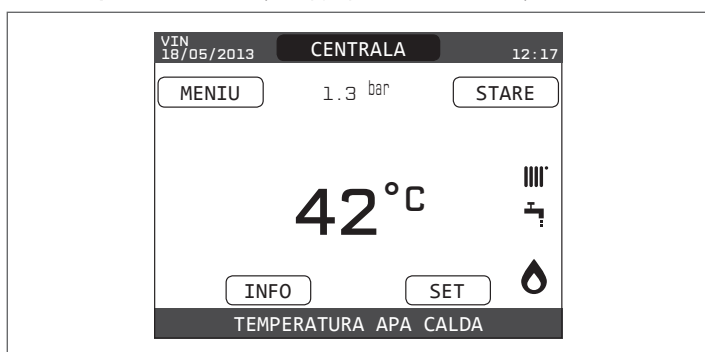 VIN
18/05/2013 CENTRALA 12:17
MENIU 1.3 bar STARE
42°C
INFO SET
TEMPERATURA APA CALDA